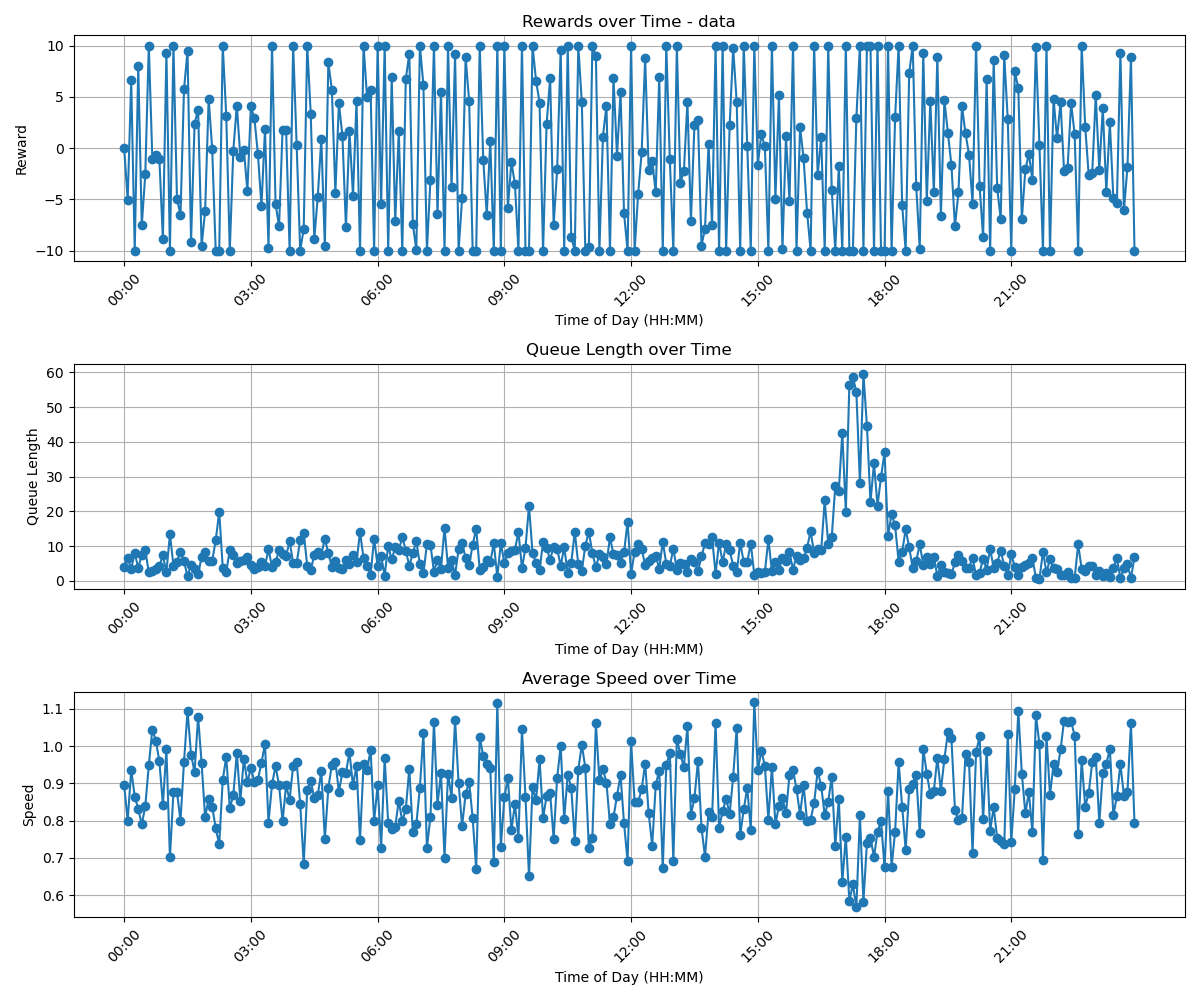 Rewards over Time - data
Reward
10
5
0
−5
−10
00:00 03:00 06:00 09:00 12:00 15:00 18:00 21:00
Time of Day (HH:MM)
Queue Length over Time
Queue Length
60
50
40
30
20
10
0
00:00 03:00 06:00 09:00 12:00 15:00 18:00 21:00
Time of Day (HH:MM)
Average Speed over Time
Speed
1.1
1.0
0.9
0.8
0.7
0.6
00:00 03:00 06:00 09:00 12:00 15:00 18:00 21:00
Time of Day (HH:MM)